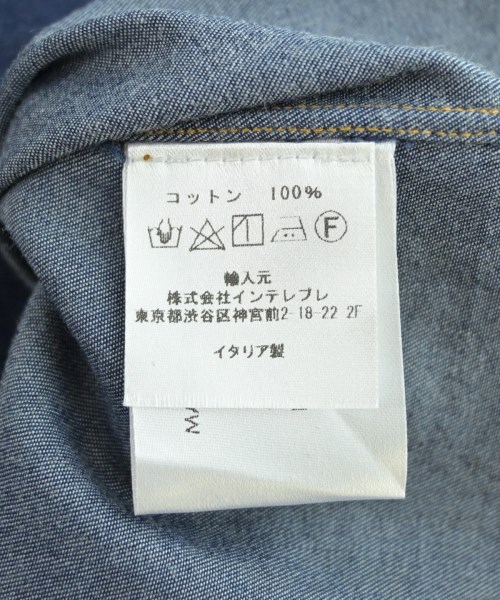 コットン 100%
F
輸入元
株式会社インテレプレ
東京都渋谷区神宮前2-18-22 2F
イタリア製
MA